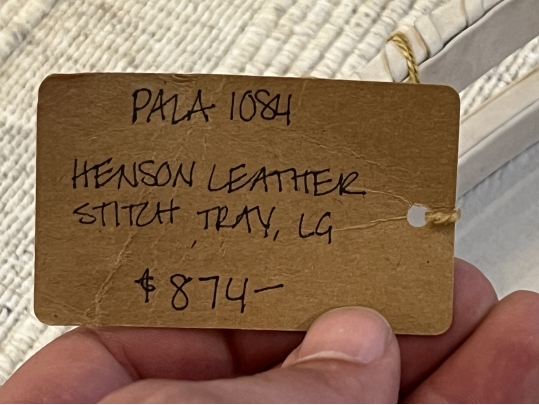 PALA 1084
HENSON LEATHER
STITCH TRAY, LG
$874—